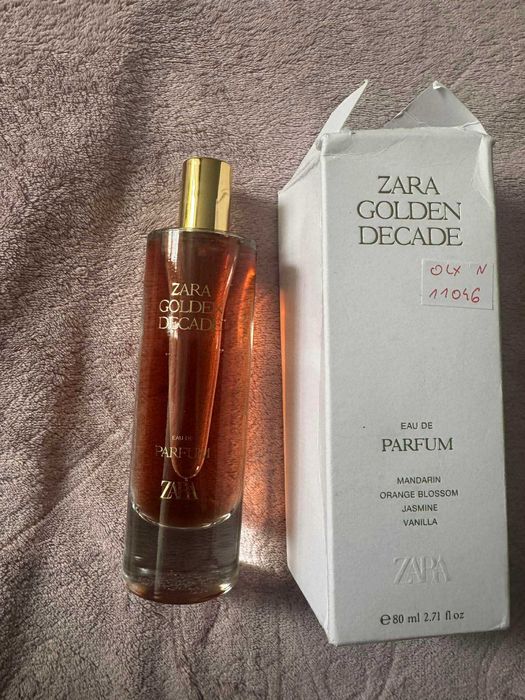 ZARA
GOLDEN
DECADE
EAU DE
PARFUM
ZARA
ZARA
GOLDEN
DECADE
OLX N
11046
EAU DE
PARFUM
MANDARIN
ORANGE BLOSSOM
JASMINE
VANILLA
ZARA
℮ 80 ml 2.71 fl oz